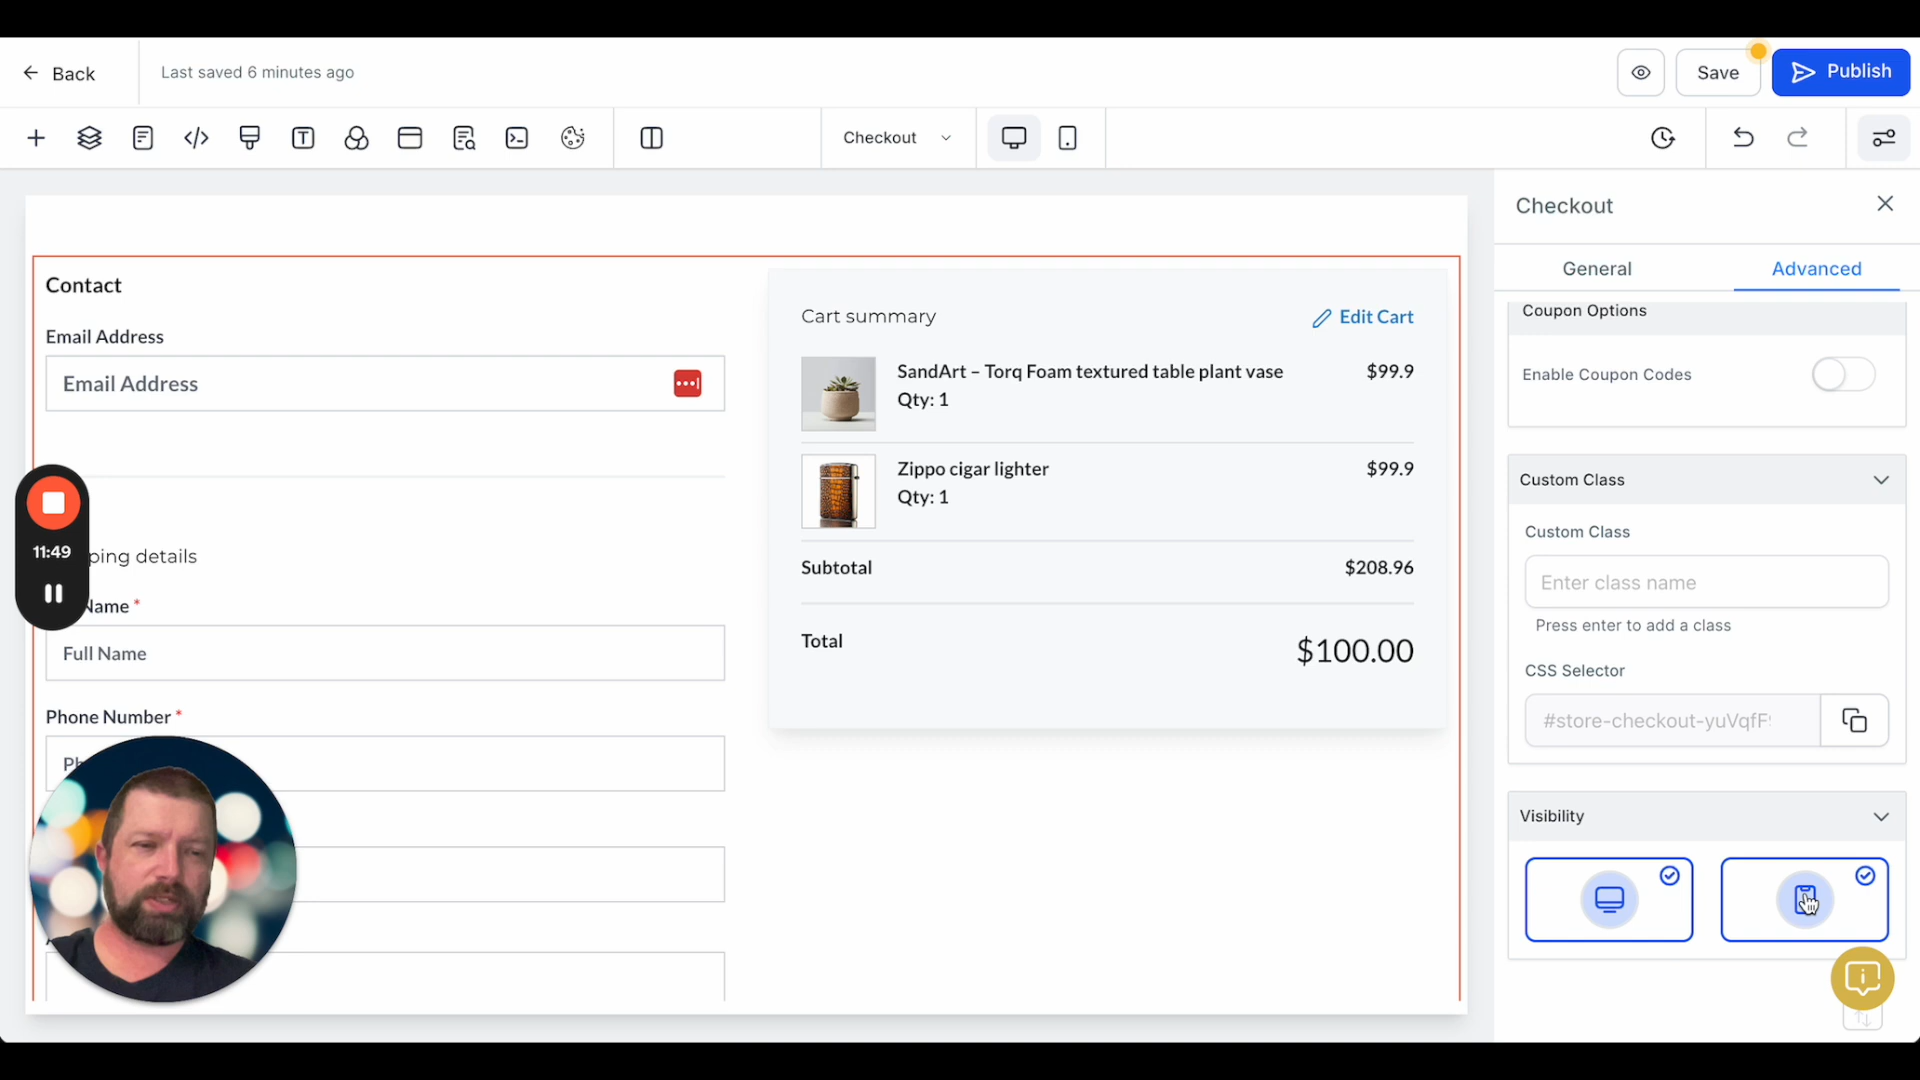 Back
Last saved 6 minutes ago
Save
Publish
Checkout
Checkout
General
Advanced
Coupon Options
Enable Coupon Codes
Custom Class
Custom Class
Enter class name
Press enter to add a class
CSS Selector
#store-checkout-yuVqfF
Visibility
Contact
Email Address
Email Address
11:49
ping details
Name *
Full Name
Phone Number *
Cart summary
Edit Cart
SandArt – Torq Foam textured table plant vase
$99.9
Qty: 1
Zippo cigar lighter
$99.9
Qty: 1
Subtotal
$208.96
Total
$100.00